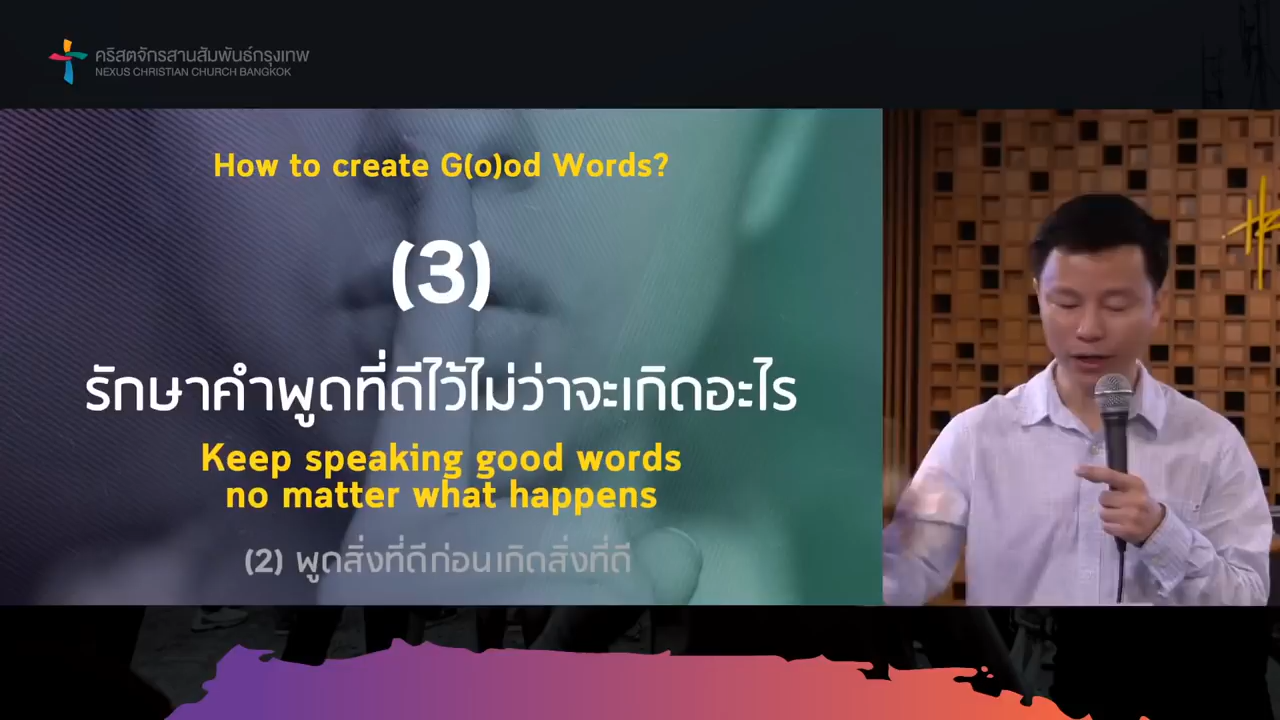 คริสตจักรสานสัมพันธ์กรุงเทพ
NEXUS CHRISTIAN CHURCH BANGKOK
How to create G(o)od Words?
(3)
รักษาคำพูดที่ดีไว้ไม่ว่าจะเกิดอะไร
Keep speaking good words
no matter what happens
(2) พูดสิ่งที่ดีก่อนเกิดสิ่งที่ดี